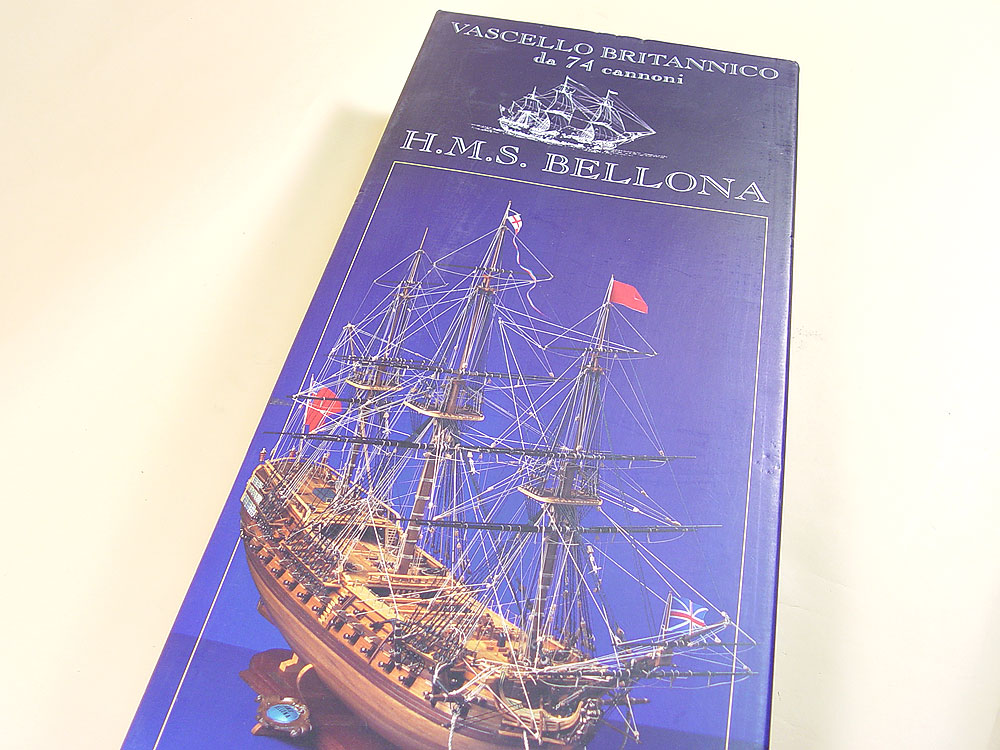 VASCELLO BRITANNICO
da 74 cannoni
H.M.S. BELLONA